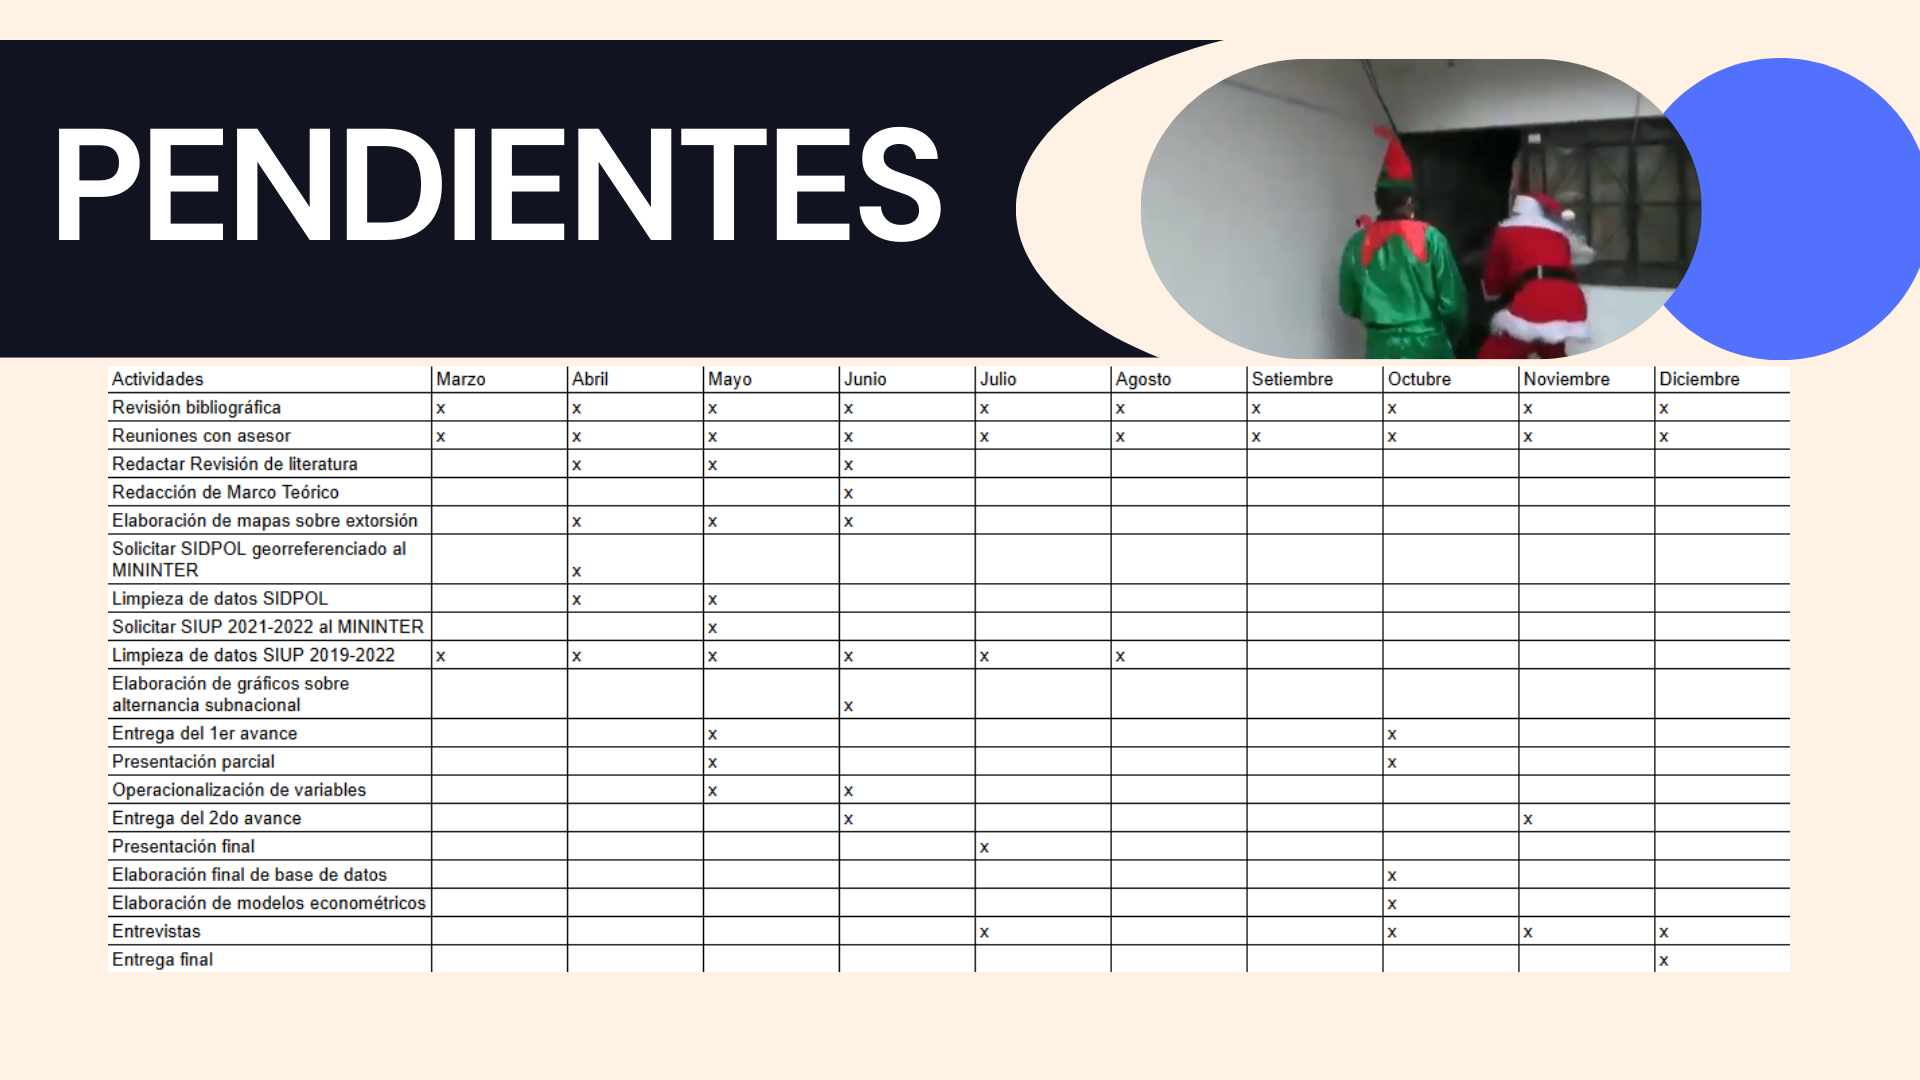 PENDIENTES
Actividades Marzo Abril Mayo Junio Julio Agosto Setiembre Octubre Noviembre Diciembre
Revisión bibliográfica x x x x x x x x x x
Reuniones con asesor x x x x x x x x x x
Redactar Revisión de literatura x x x
Redacción de Marco Teórico x
Elaboración de mapas sobre extorsión x x x
Solicitar SIDPOL georreferenciado al
MININTER x
Limpieza de datos SIDPOL x x
Solicitar SIUP 2021-2022 al MININTER x
Limpieza de datos SIUP 2019-2022 x x x x x x
Elaboración de gráficos sobre
alternancia subnacional x
Entrega del 1er avance x x
Presentación parcial x x
Operacionalización de variables x x
Entrega del 2do avance x x
Presentación final x
Elaboración final de base de datos x
Elaboración de modelos econométricos x
Entrevistas x x x x
Entrega final x